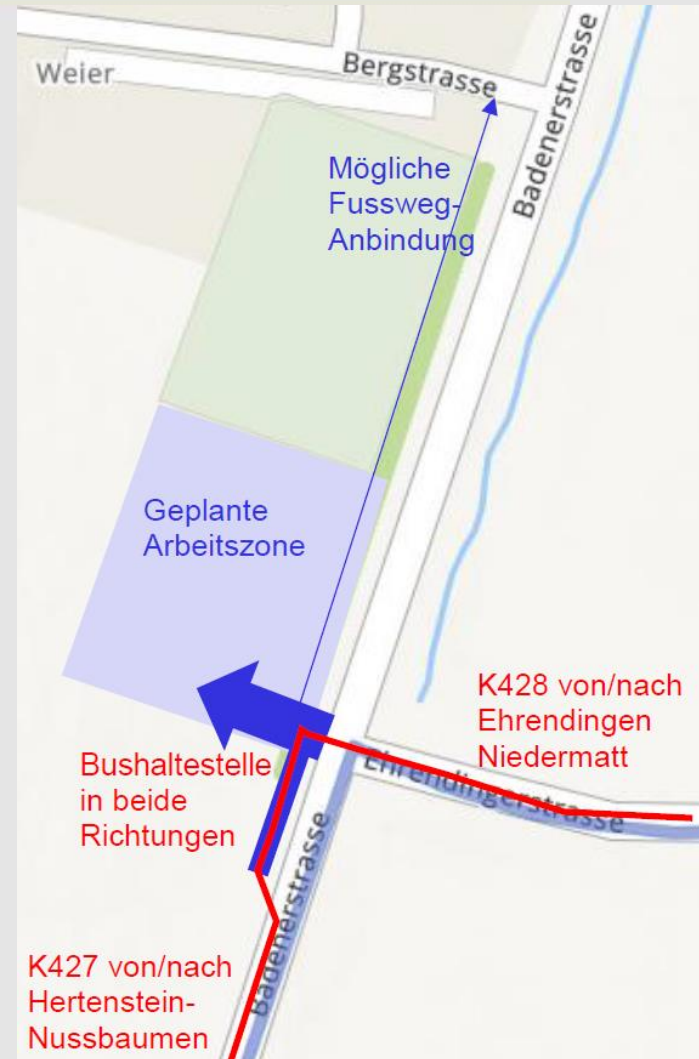 Weier
Bergstrasse
Badenerstrasse
Mögliche
Fussweg-
Anbindung
Geplante
Arbeitszone
K428 von/nach
Ehrendingen
Niedermatt
Bushaltestelle
in beide
Richtungen
Ehrendingerstrasse
Badenerstrasse
K427 von/nach
Hertenstein-
Nussbaumen